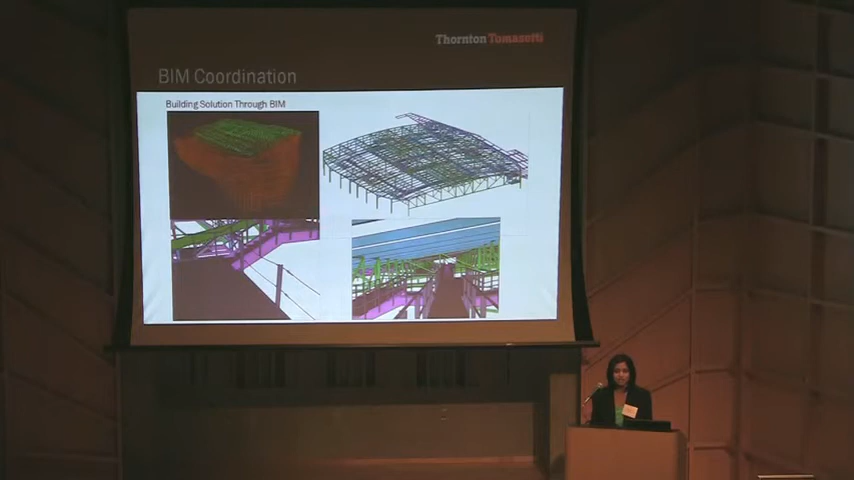 Thornton Tomasetti
BIM Coordination
Building Solution Through BIM